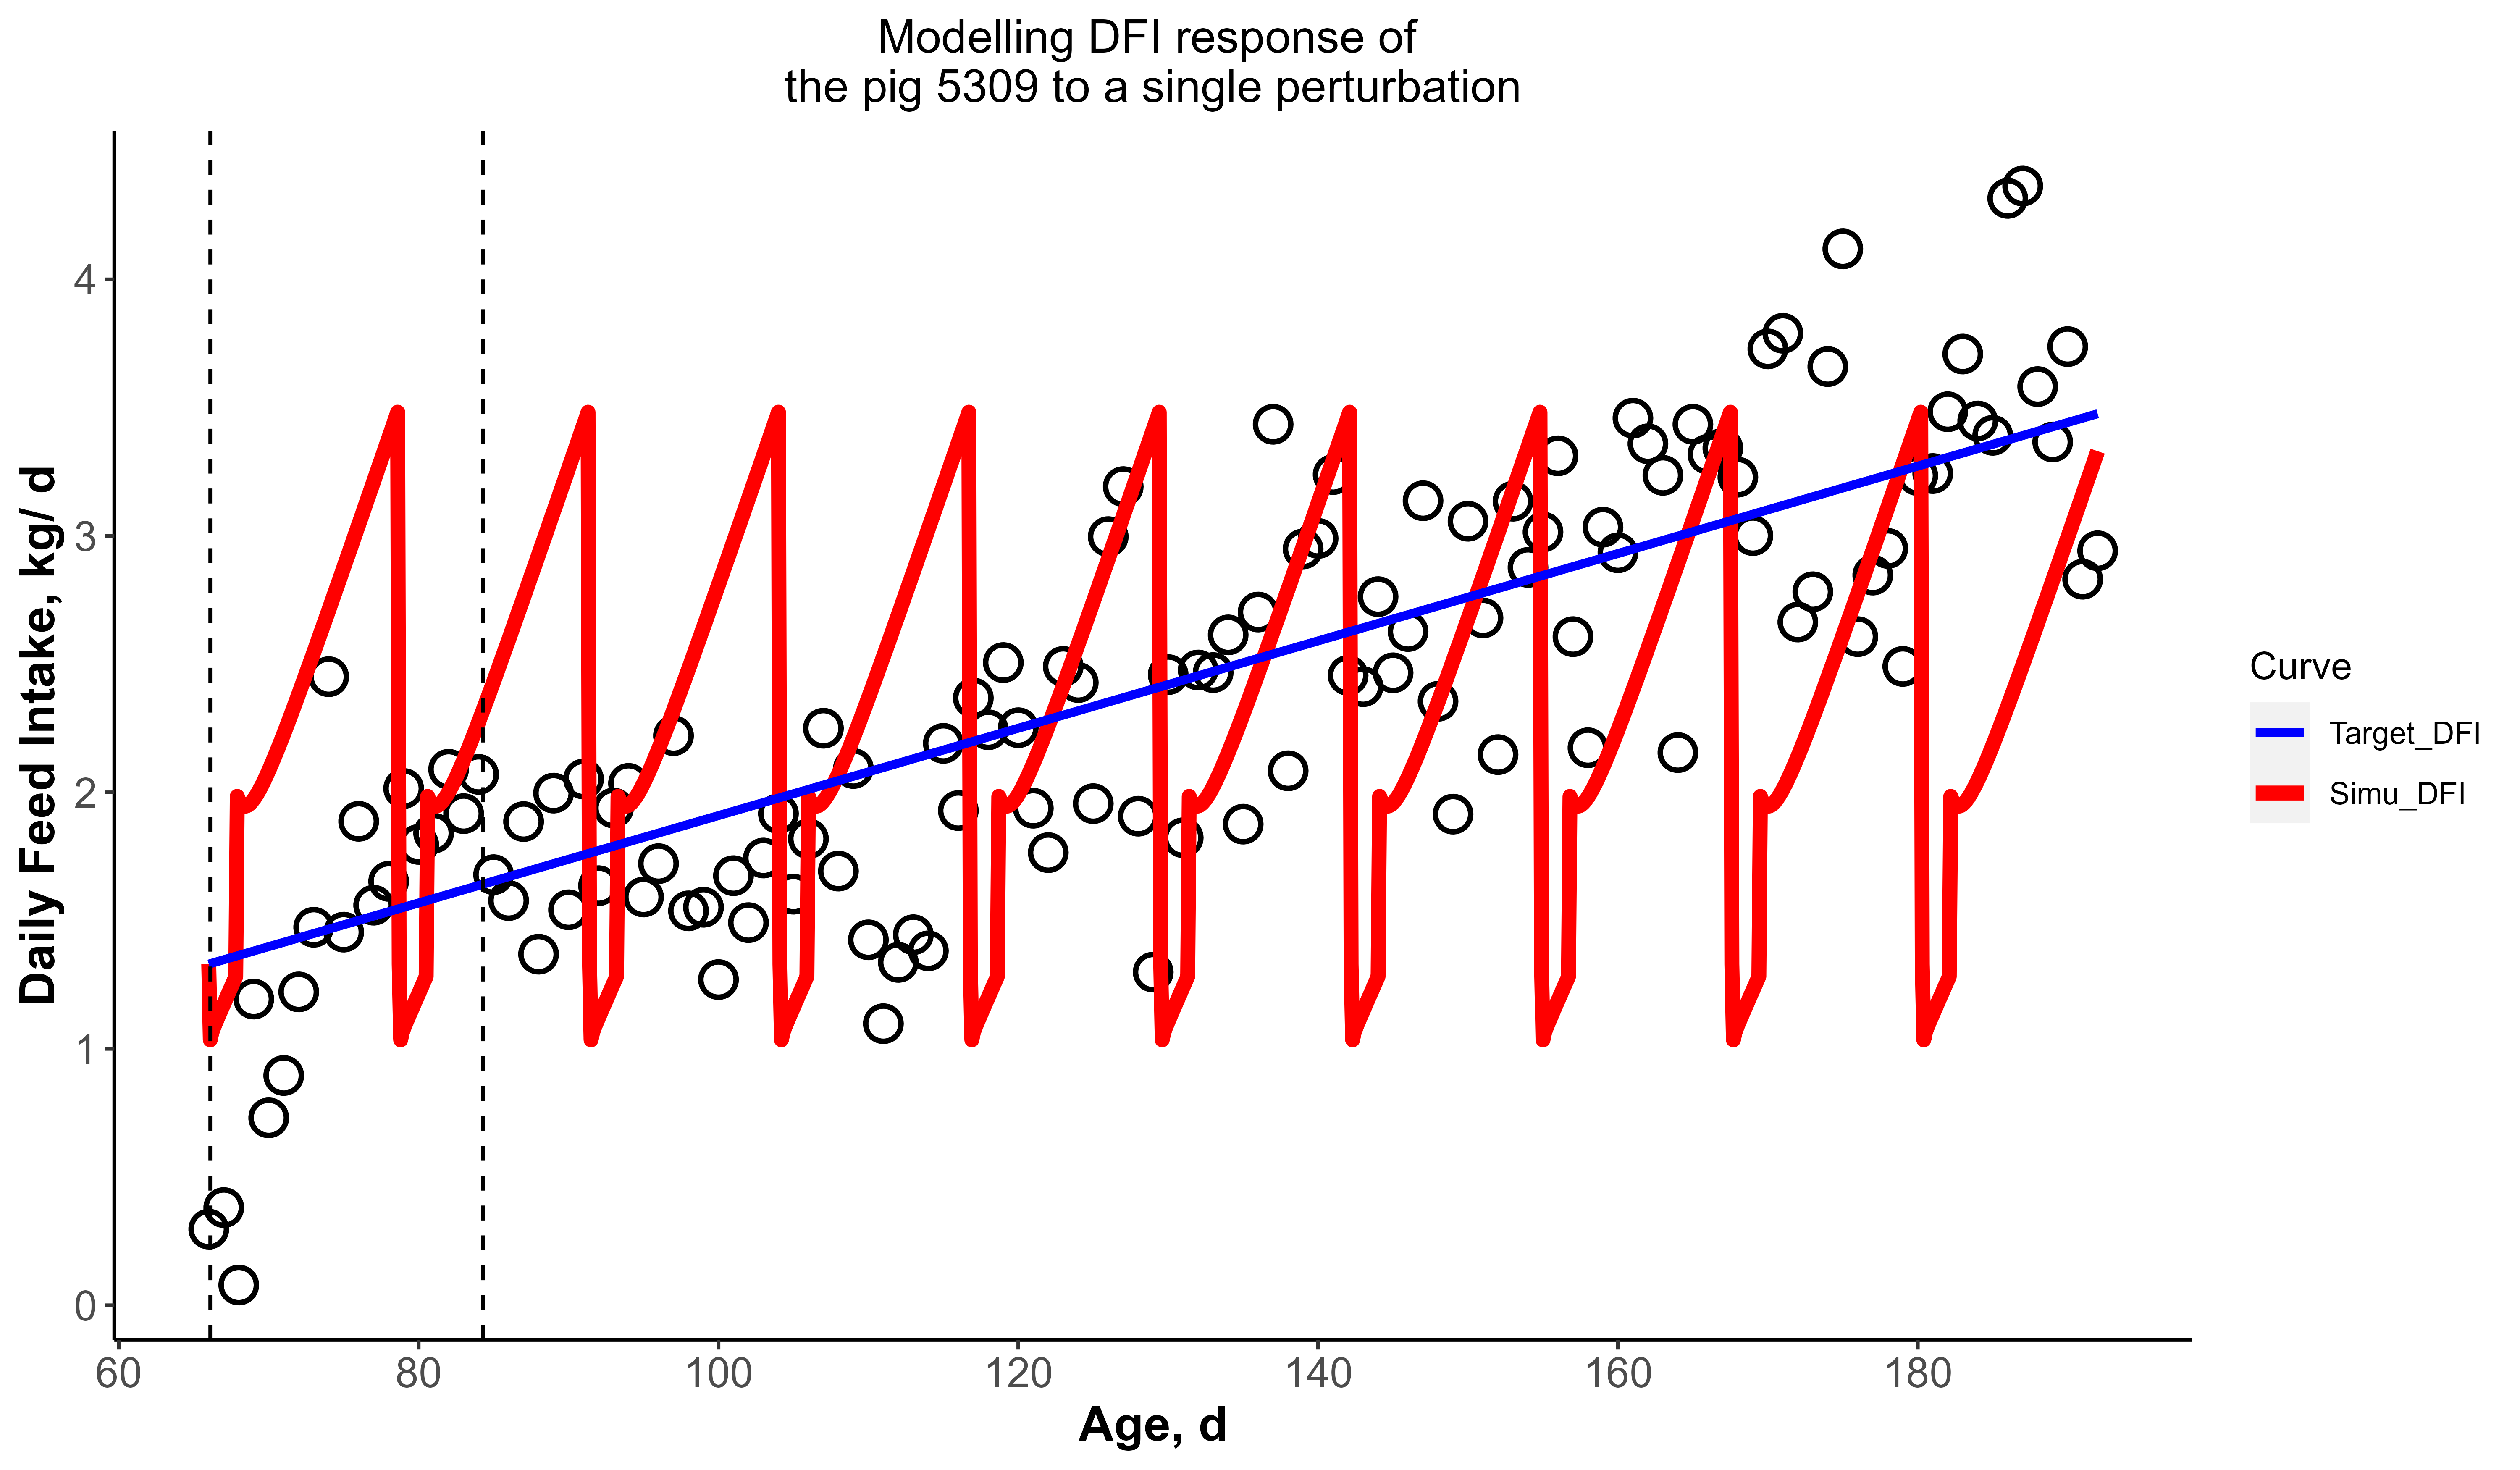 Modelling DFI response of
the pig 5309 to a single perturbation
Daily Feed Intake, kg/ d
4
3
2
1
0
60 80 100 120 140 160 180
Age, d
Curve
Target_DFI
Simu_DFI